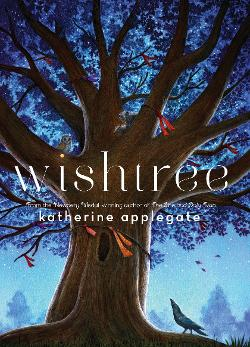 wishtree
From the Newbery Medal-winning author of The One and Only Ivan
katherine applegate